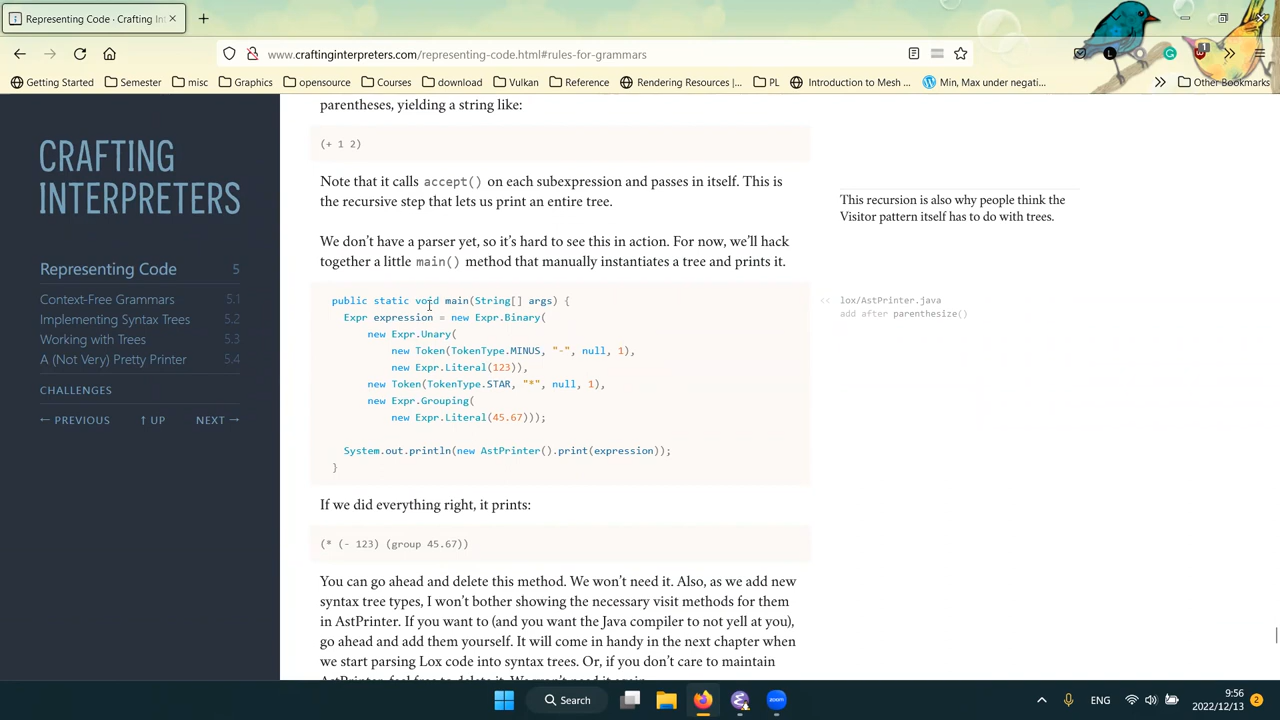 Representing Code · Crafting In
www.craftinginterpreters.com/representing-code.html#rules-for-grammars
Getting Started
Semester
misc
Graphics
opensource
Courses
download
Vulkan
Reference
Rendering Resources |...
PL
Introduction to Mesh ...
Min, Max under negati...
Other Bookmarks
CRAFTING
INTERPRETERS
Representing Code 5
Context-Free Grammars 5.1
Implementing Syntax Trees 5.2
Working with Trees 5.3
A (Not Very) Pretty Printer 5.4
CHALLENGES
← PREVIOUS ↑ UP NEXT →
parentheses, yielding a string like:
(+ 1 2)
Note that it calls accept() on each subexpression and passes in itself. This is
the recursive step that lets us print an entire tree.
This recursion is also why people think the
Visitor pattern itself has to do with trees.
We don't have a parser yet, so it's hard to see this in action. For now, we'll hack
together a little main() method that manually instantiates a tree and prints it.
public static void main(String[] args) {
Expr expression = new Expr.Binary(
new Expr.Unary(
new Token(TokenType.MINUS, "-", null, 1),
new Expr.Literal(123)),
new Token(TokenType.STAR, "*", null, 1),
new Expr.Grouping(
new Expr.Literal(45.67)));
System.out.println(new AstPrinter().print(expression));
}
lox/AstPrinter.java
add after parenthesize()
If we did everything right, it prints:
(* (- 123) (group 45.67))
You can go ahead and delete this method. We won't need it. Also, as we add new
syntax tree types, I won't bother showing the necessary visit methods for them
in AstPrinter. If you want to (and you want the Java compiler to not yell at you),
go ahead and add them yourself. It will come in handy in the next chapter when
we start parsing Lox code into syntax trees. Or, if you don't care to maintain
AstPrinter, feel free to delete it. We won't need it again.
Search
ENG
9:56
2022/12/13
2